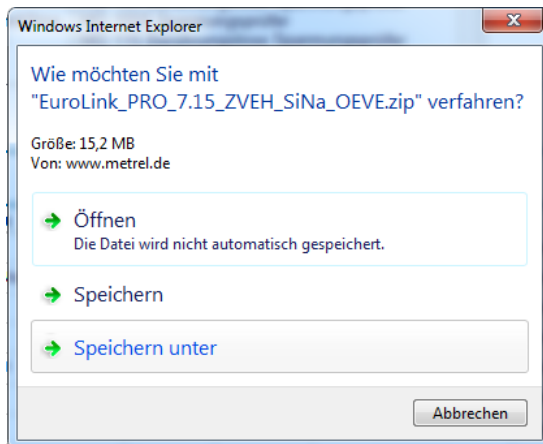 Windows Internet Explorer
Wie möchten Sie mit
"EuroLink_PRO_7.15_ZVEH_SiNa_OEVE.zip" verfahren?
Größe: 15,2 MB
Von: www.metrel.de
Öffnen
Die Datei wird nicht automatisch gespeichert.
Speichern
Speichern unter
Abbrechen